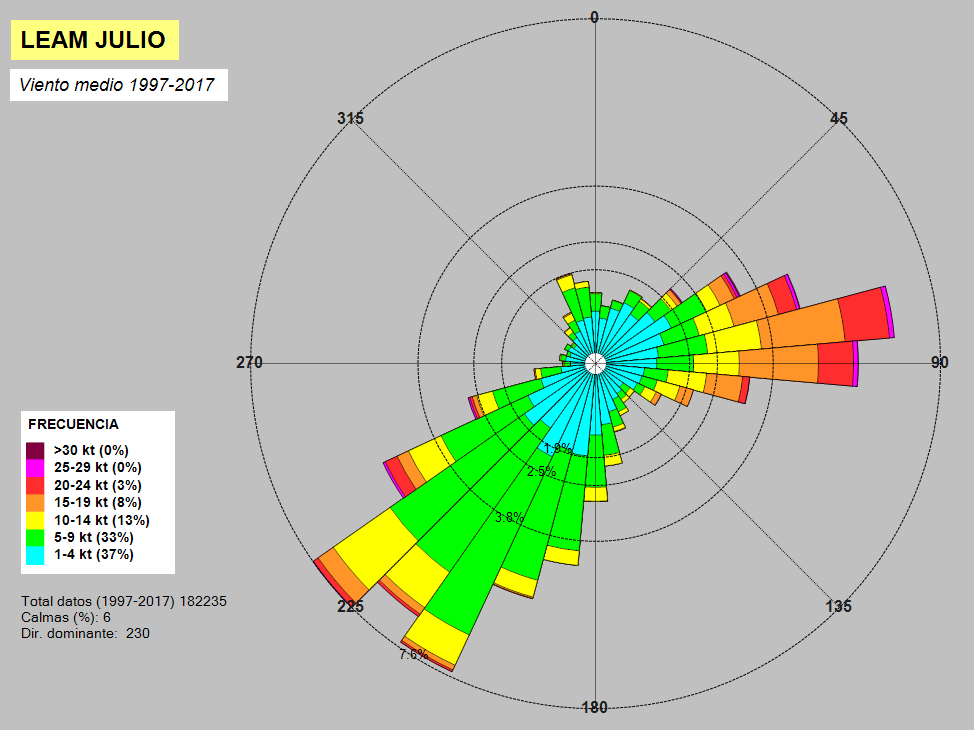 LEAM JULIO
Viento medio 1997-2017
0
315
45
270
90
225
135
180
1.9%
2.5%
3.8%
7.6%
FRECUENCIA
>30 kt (0%)
25-29 kt (0%)
20-24 kt (3%)
15-19 kt (8%)
10-14 kt (13%)
5-9 kt (33%)
1-4 kt (37%)
Total datos (1997-2017) 182235
Calmas (%): 6
Dir. dominante: 230